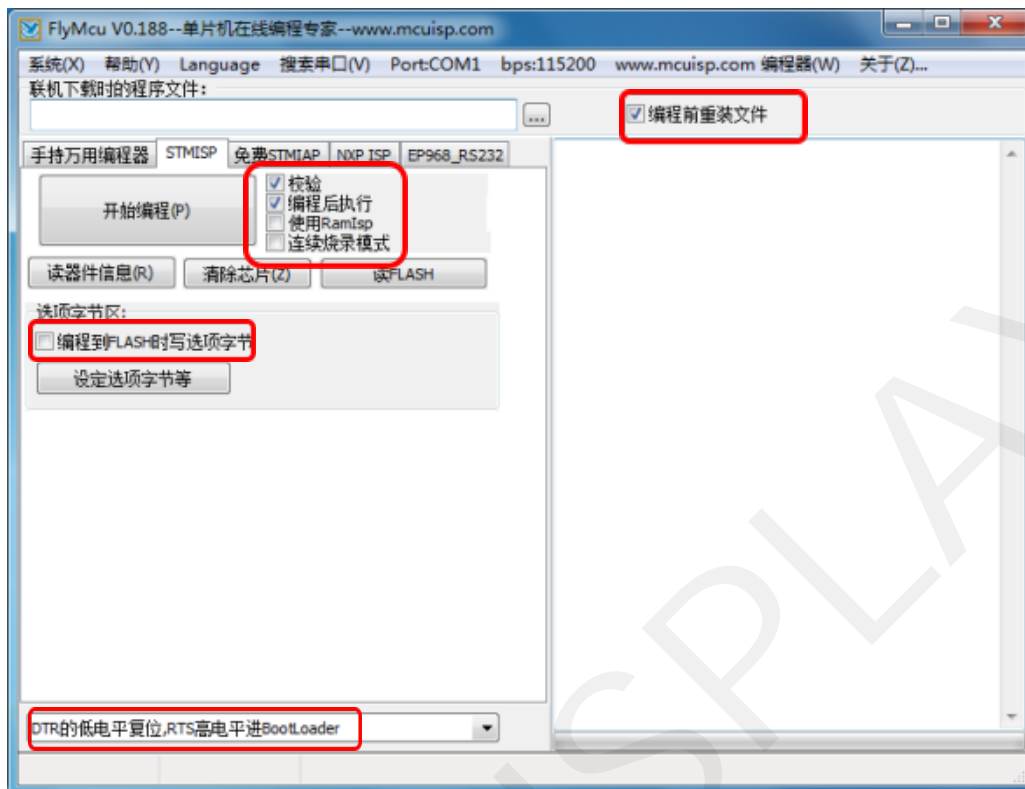 FlyMcu V0.188--单片机在线编程专家--www.mcuisp.com
系统(X) 帮助(Y) Language 搜素串口(V) Port:COM1 bps:115200 www.mcuisp.com 编程器(W) 关于(Z)...
联机下载时的程序文件：
... 编程前重装文件
手持万用编程器 STMISP 免费STMIAP NXP ISP EP968_RS232
开始编程(P)
校验
编程后执行
使用RamIsp
连续烧录模式
读器件信息(R) 清除芯片(Z) 读FLASH
选项字节区：
编程到FLASH时写选项字节
设定选项字节等
DTR的低电平复位,RTS高电平进BootLoader